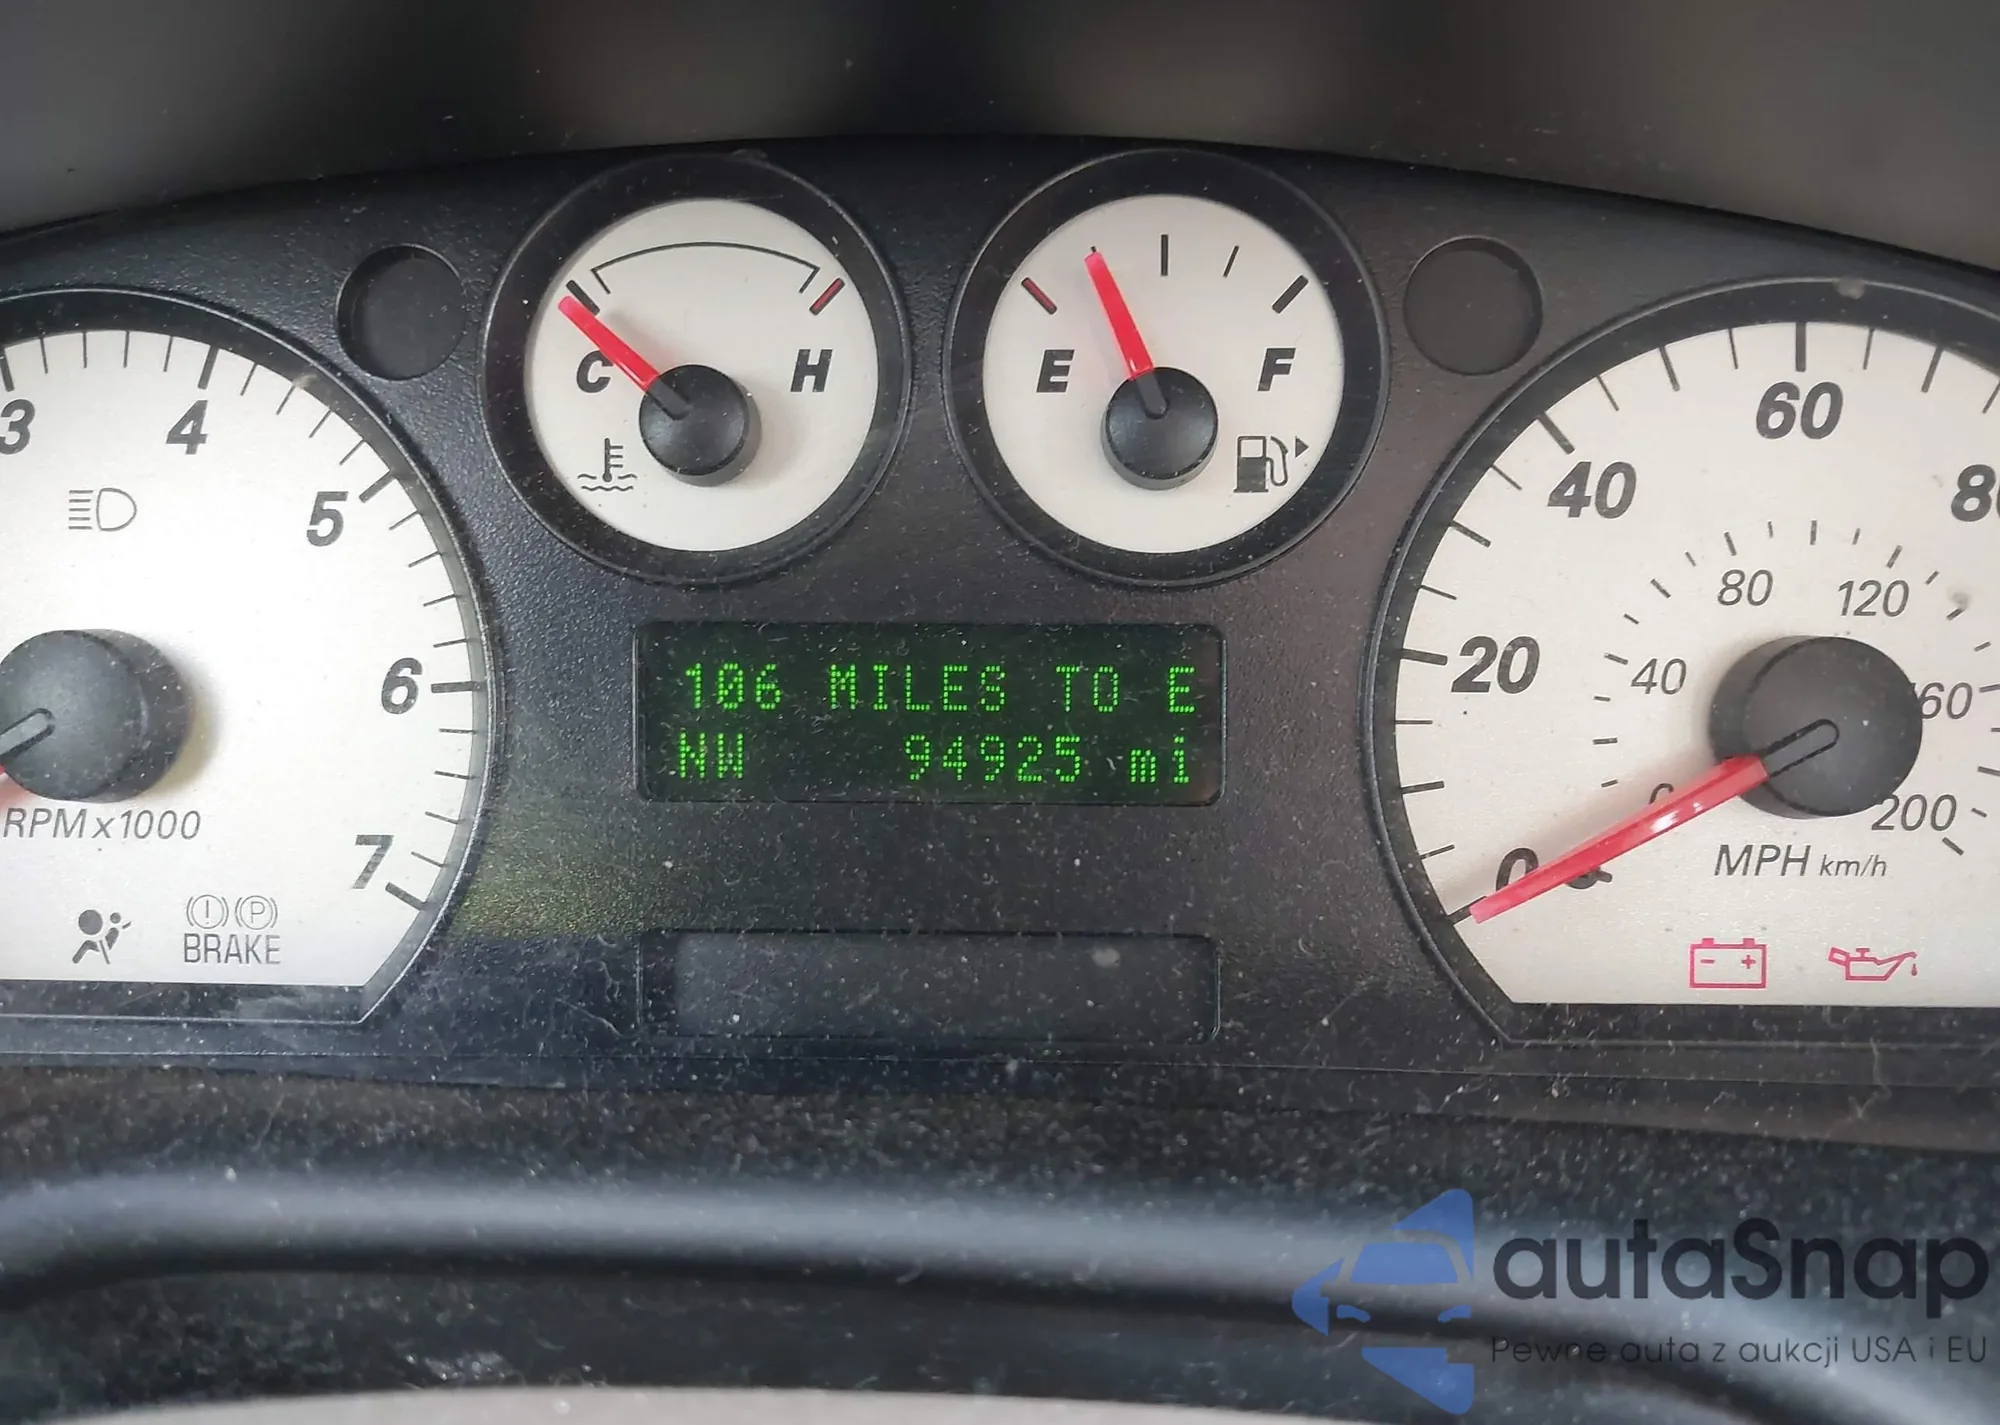 C H
E F
3 4 5 6 7
RPM x1000
BRAKE
106 MILES TO E
NW 94925 mi
0 20 40 60
40 80 120 160 200
MPH km/h
autaSnap
Pewne auta z aukcji USA i EU